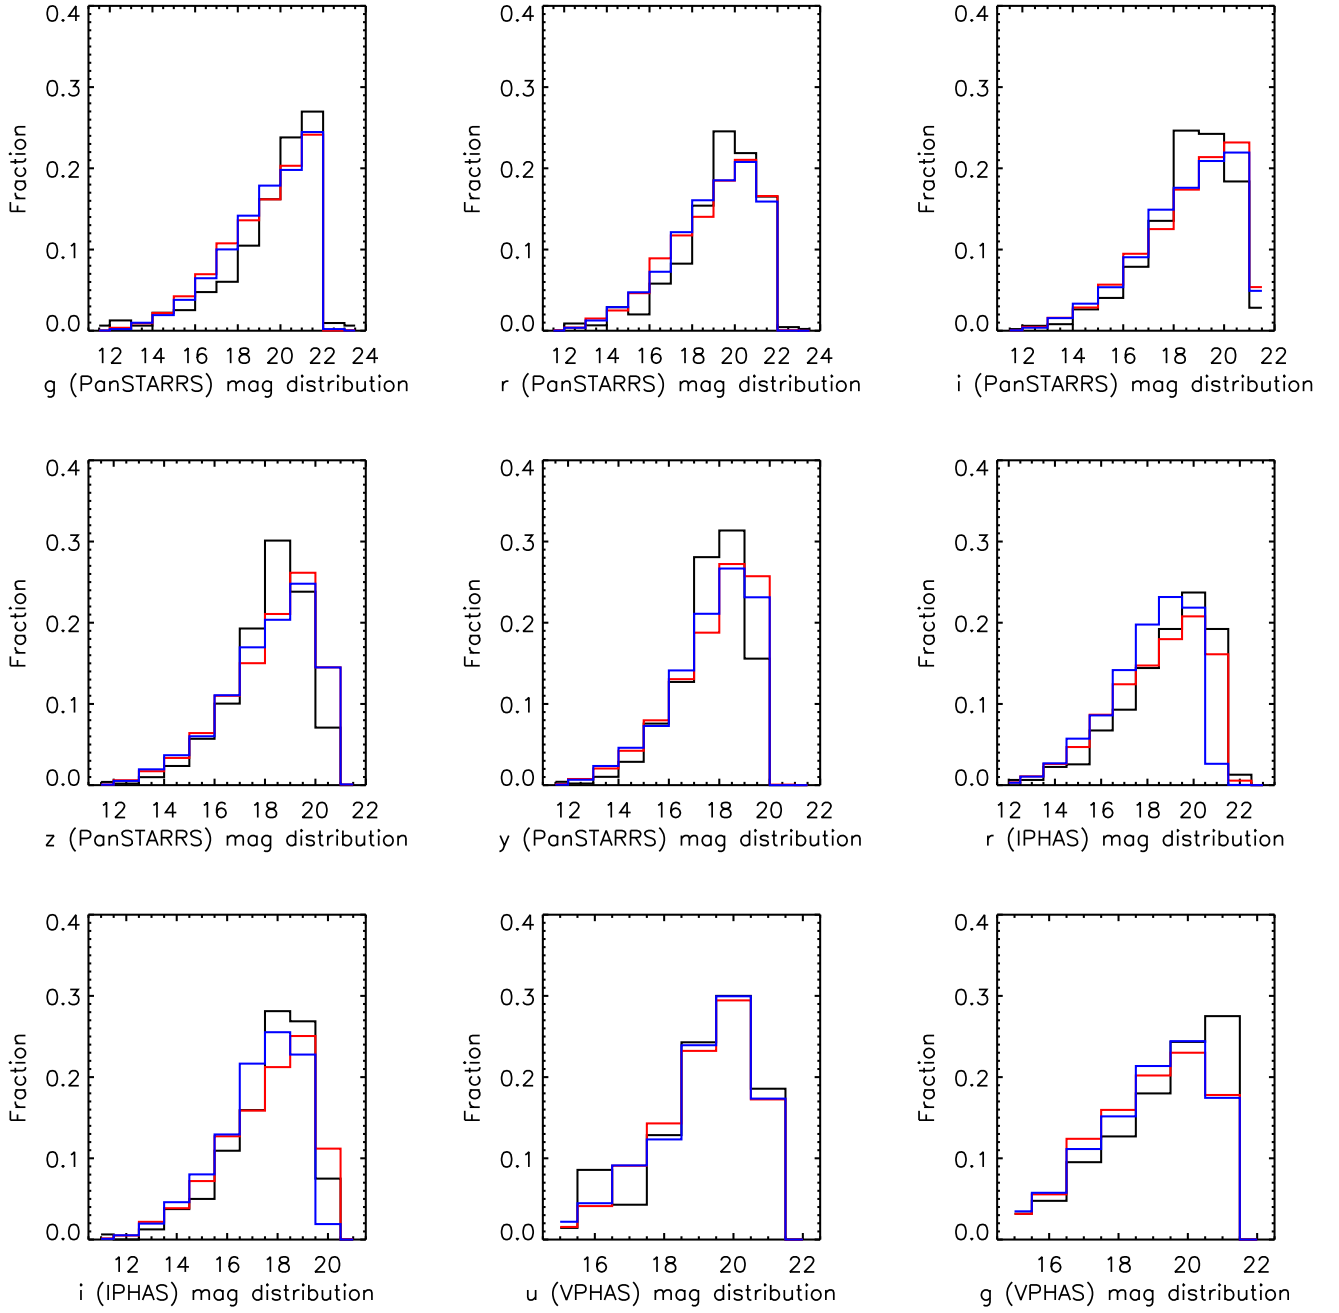 0.4
0.3
0.2
0.1
0.0
Fraction
12 14 16 18 20 22 24
g (PanSTARRS) mag distribution
0.4
0.3
0.2
0.1
0.0
Fraction
12 14 16 18 20 22 24
r (PanSTARRS) mag distribution
0.4
0.3
0.2
0.1
0.0
Fraction
12 14 16 18 20 22
i (PanSTARRS) mag distribution
0.4
0.3
0.2
0.1
0.0
Fraction
12 14 16 18 20 22
z (PanSTARRS) mag distribution
0.4
0.3
0.2
0.1
0.0
Fraction
12 14 16 18 20 22
y (PanSTARRS) mag distribution
0.4
0.3
0.2
0.1
0.0
Fraction
12 14 16 18 20 22
r (IPHAS) mag distribution
0.4
0.3
0.2
0.1
0.0
Fraction
12 14 16 18 20
i (IPHAS) mag distribution
0.4
0.3
0.2
0.1
0.0
Fraction
16 18 20 22
u (VPHAS) mag distribution
0.4
0.3
0.2
0.1
0.0
Fraction
16 18 20 22
g (VPHAS) mag distribution